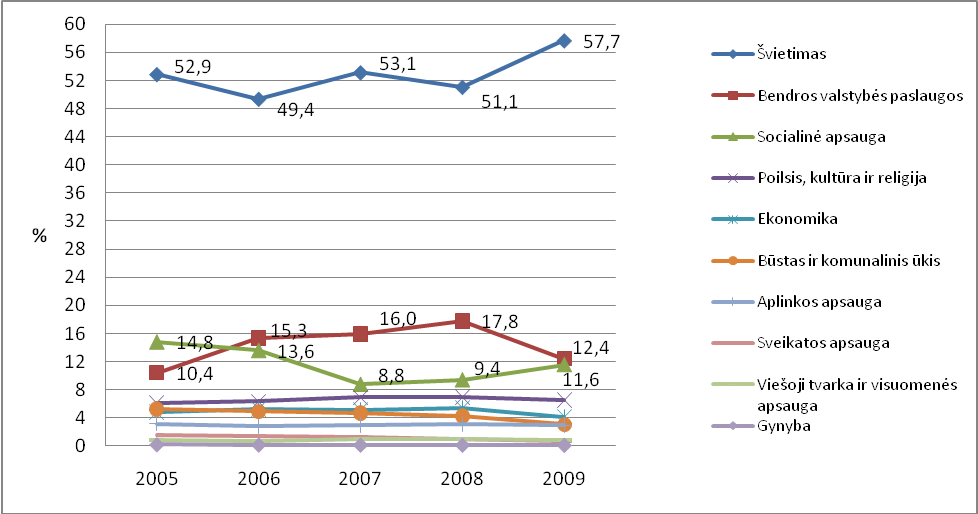 60
56
52
48
44
40
36
32
28
24
20
16
12
8
4
0
%
52,9
49,4
53,1
51,1
57,7
14,8
10,4
15,3
13,6
16,0
8,8
17,8
9,4
12,4
11,6
2005 2006 2007 2008 2009
Švietimas
Bendros valstybės paslaugos
Socialinė apsauga
Poilsis, kultūra ir religija
Ekonomika
Būstas ir komunalinis ūkis
Aplinkos apsauga
Sveikatos apsauga
Viešoji tvarka ir visuomenės
apsauga
Gynyba